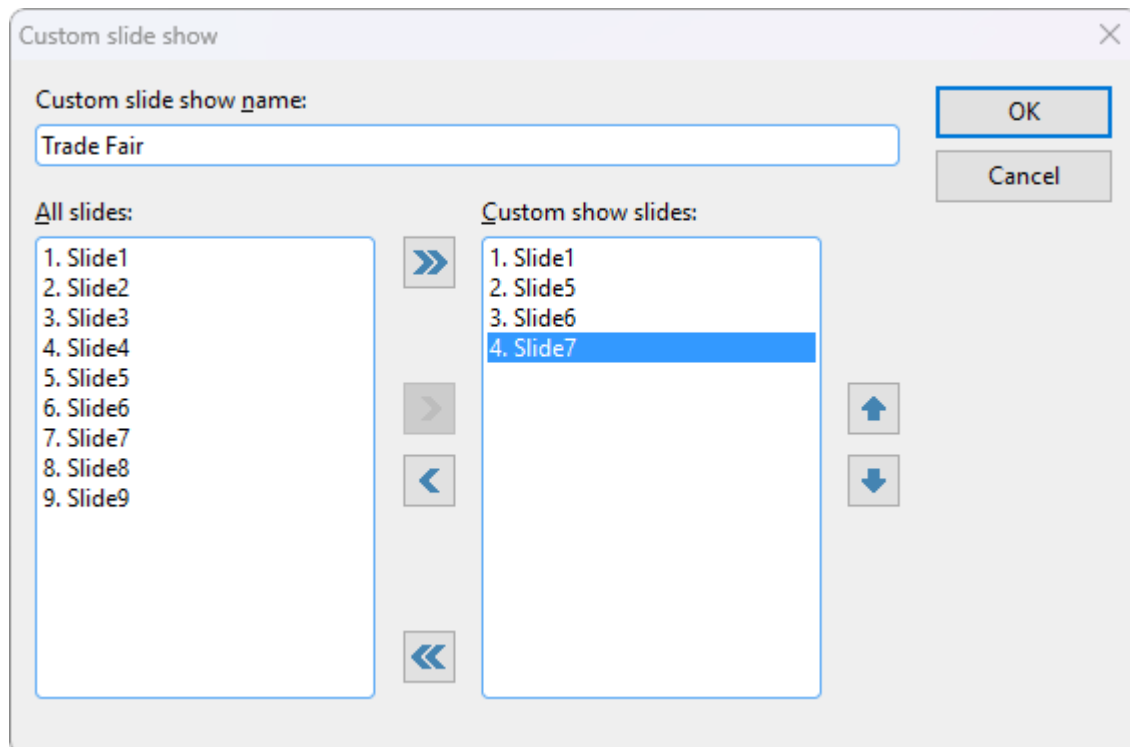 Custom slide show
Custom slide show name:
Trade Fair
OK
Cancel
All slides:
1. Slide1
2. Slide2
3. Slide3
4. Slide4
5. Slide5
6. Slide6
7. Slide7
8. Slide8
9. Slide9
Custom show slides:
1. Slide1
2. Slide5
3. Slide6
4. Slide7